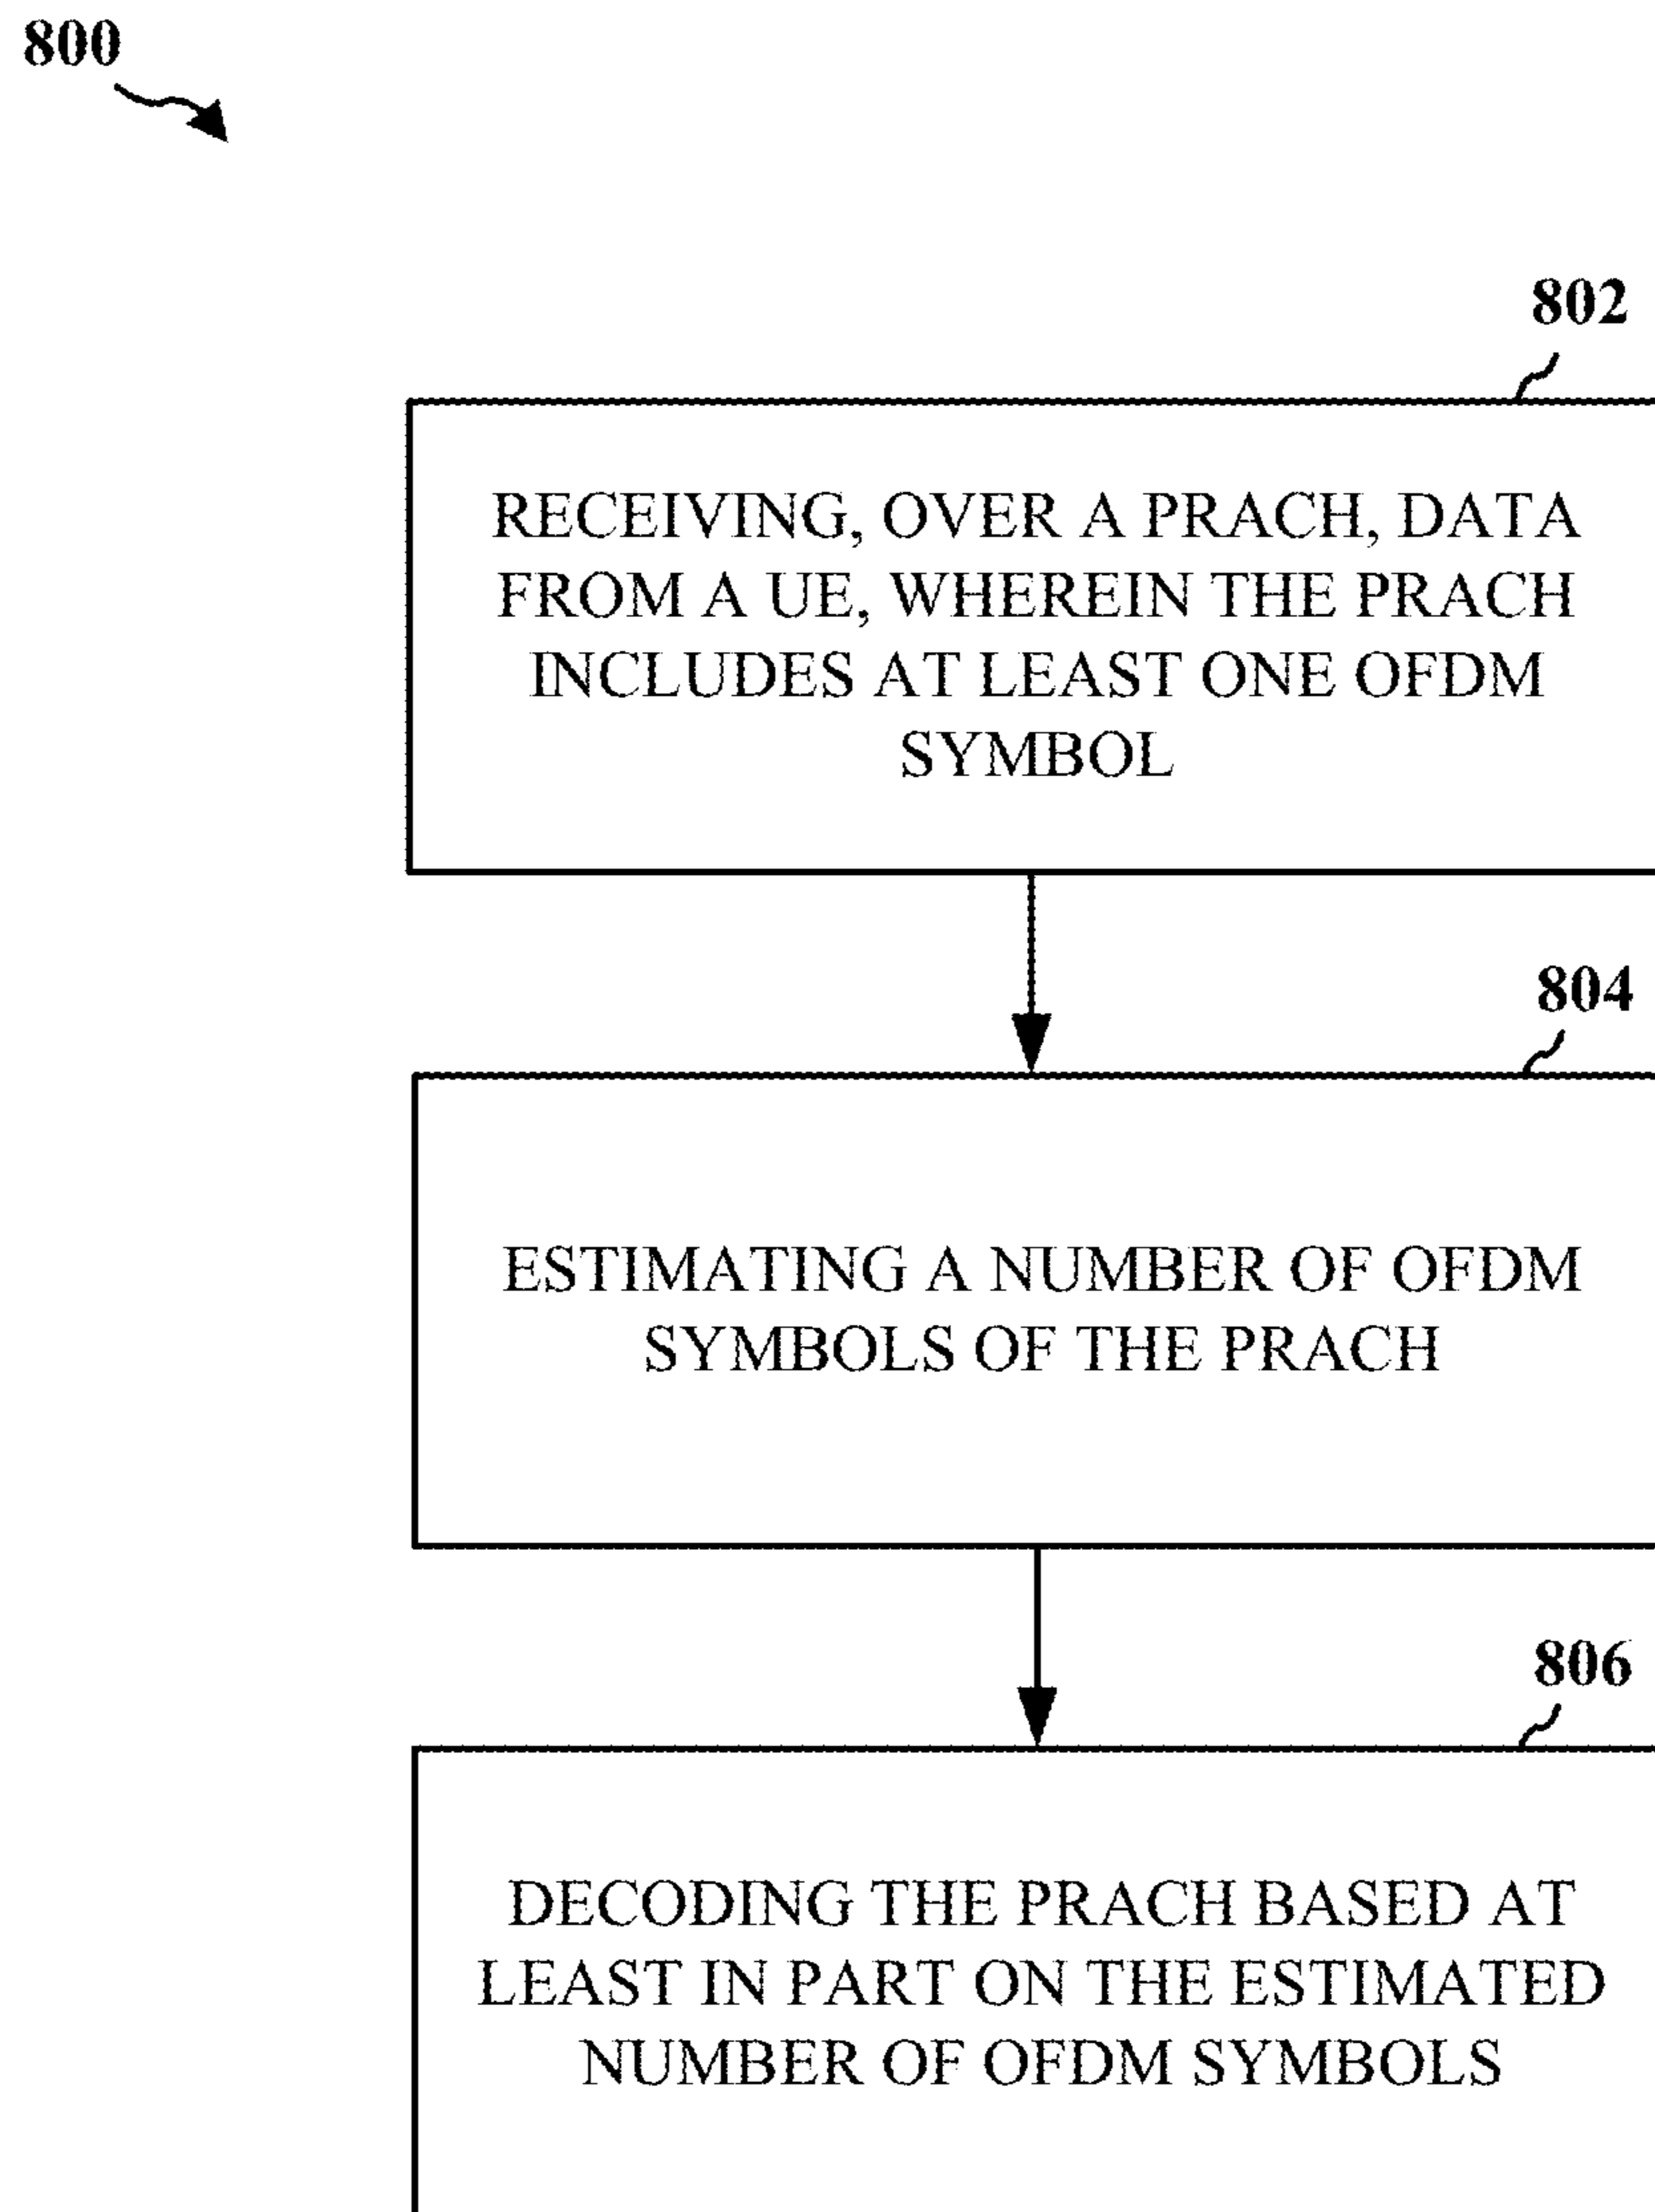 800
802
RECEIVING, OVER A PRACH, DATA
FROM A UE, WHEREIN THE PRACH
INCLUDES AT LEAST ONE OFDM
SYMBOL
804
ESTIMATING A NUMBER OF OFDM
SYMBOLS OF THE PRACH
806
DECODING THE PRACH BASED AT
LEAST IN PART ON THE ESTIMATED
NUMBER OF OFDM SYMBOLS